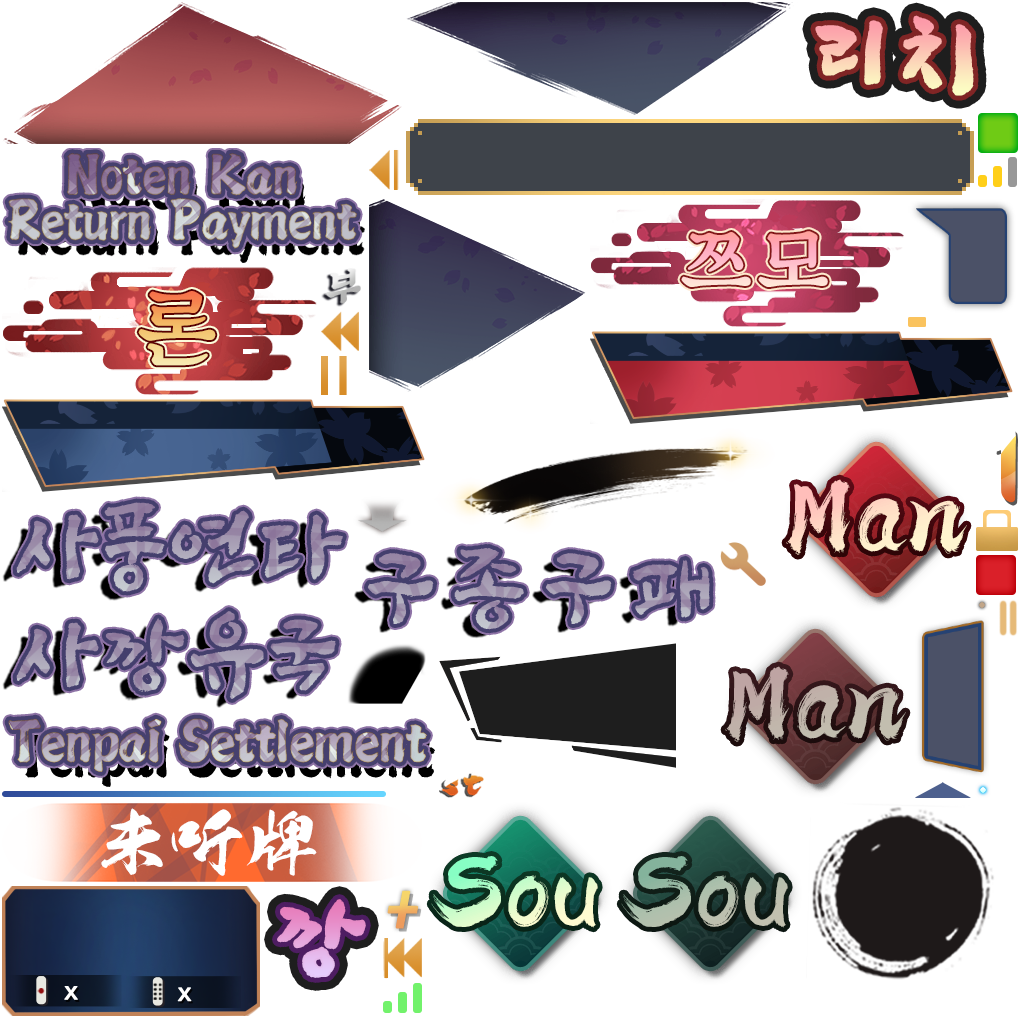 리치
Noten Kan
Return Payment
쯔모
론
부
사풍연타
구종구패
Man
사깡유국
Man
Tenpai Settlement
未听牌
Sou
Sou
깡
x
x